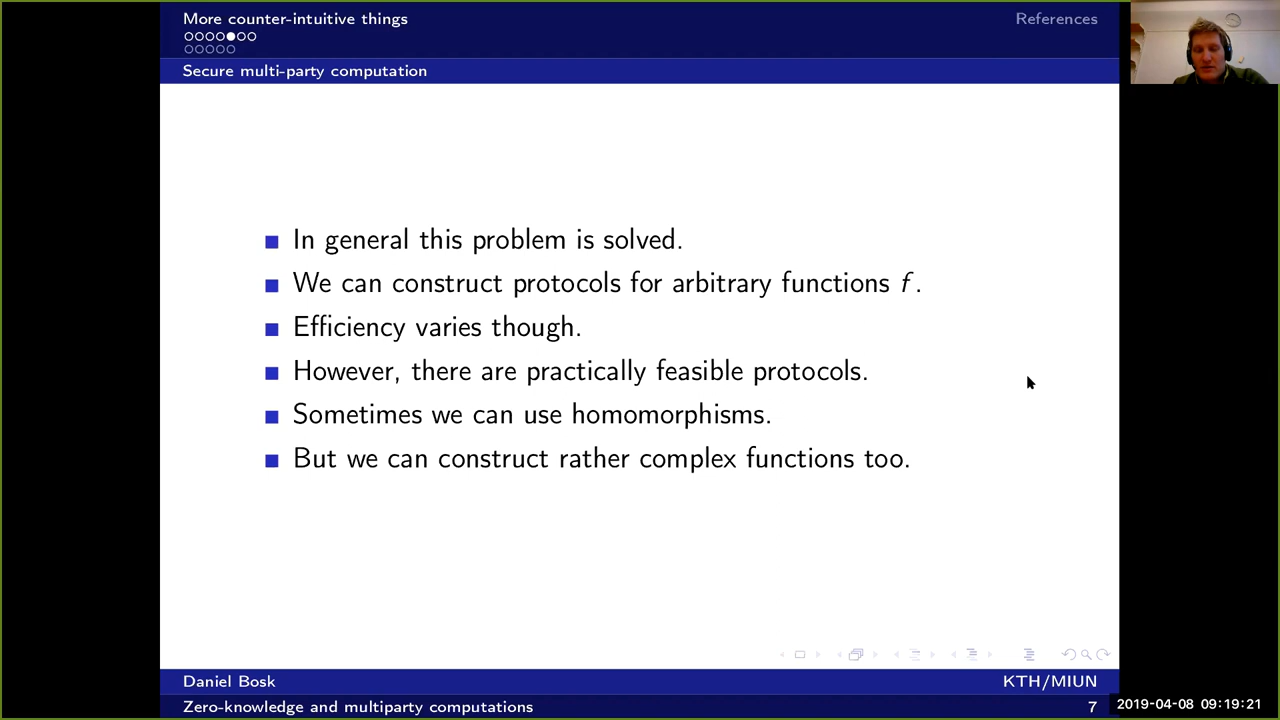 More counter-intuitive things
References
Secure multi-party computation
In general this problem is solved.
We can construct protocols for arbitrary functions f.
Efficiency varies though.
However, there are practically feasible protocols.
Sometimes we can use homomorphisms.
But we can construct rather complex functions too.
Daniel Bosk
KTH/MIUN
Zero-knowledge and multiparty computations
7
2019-04-08 09:19:21